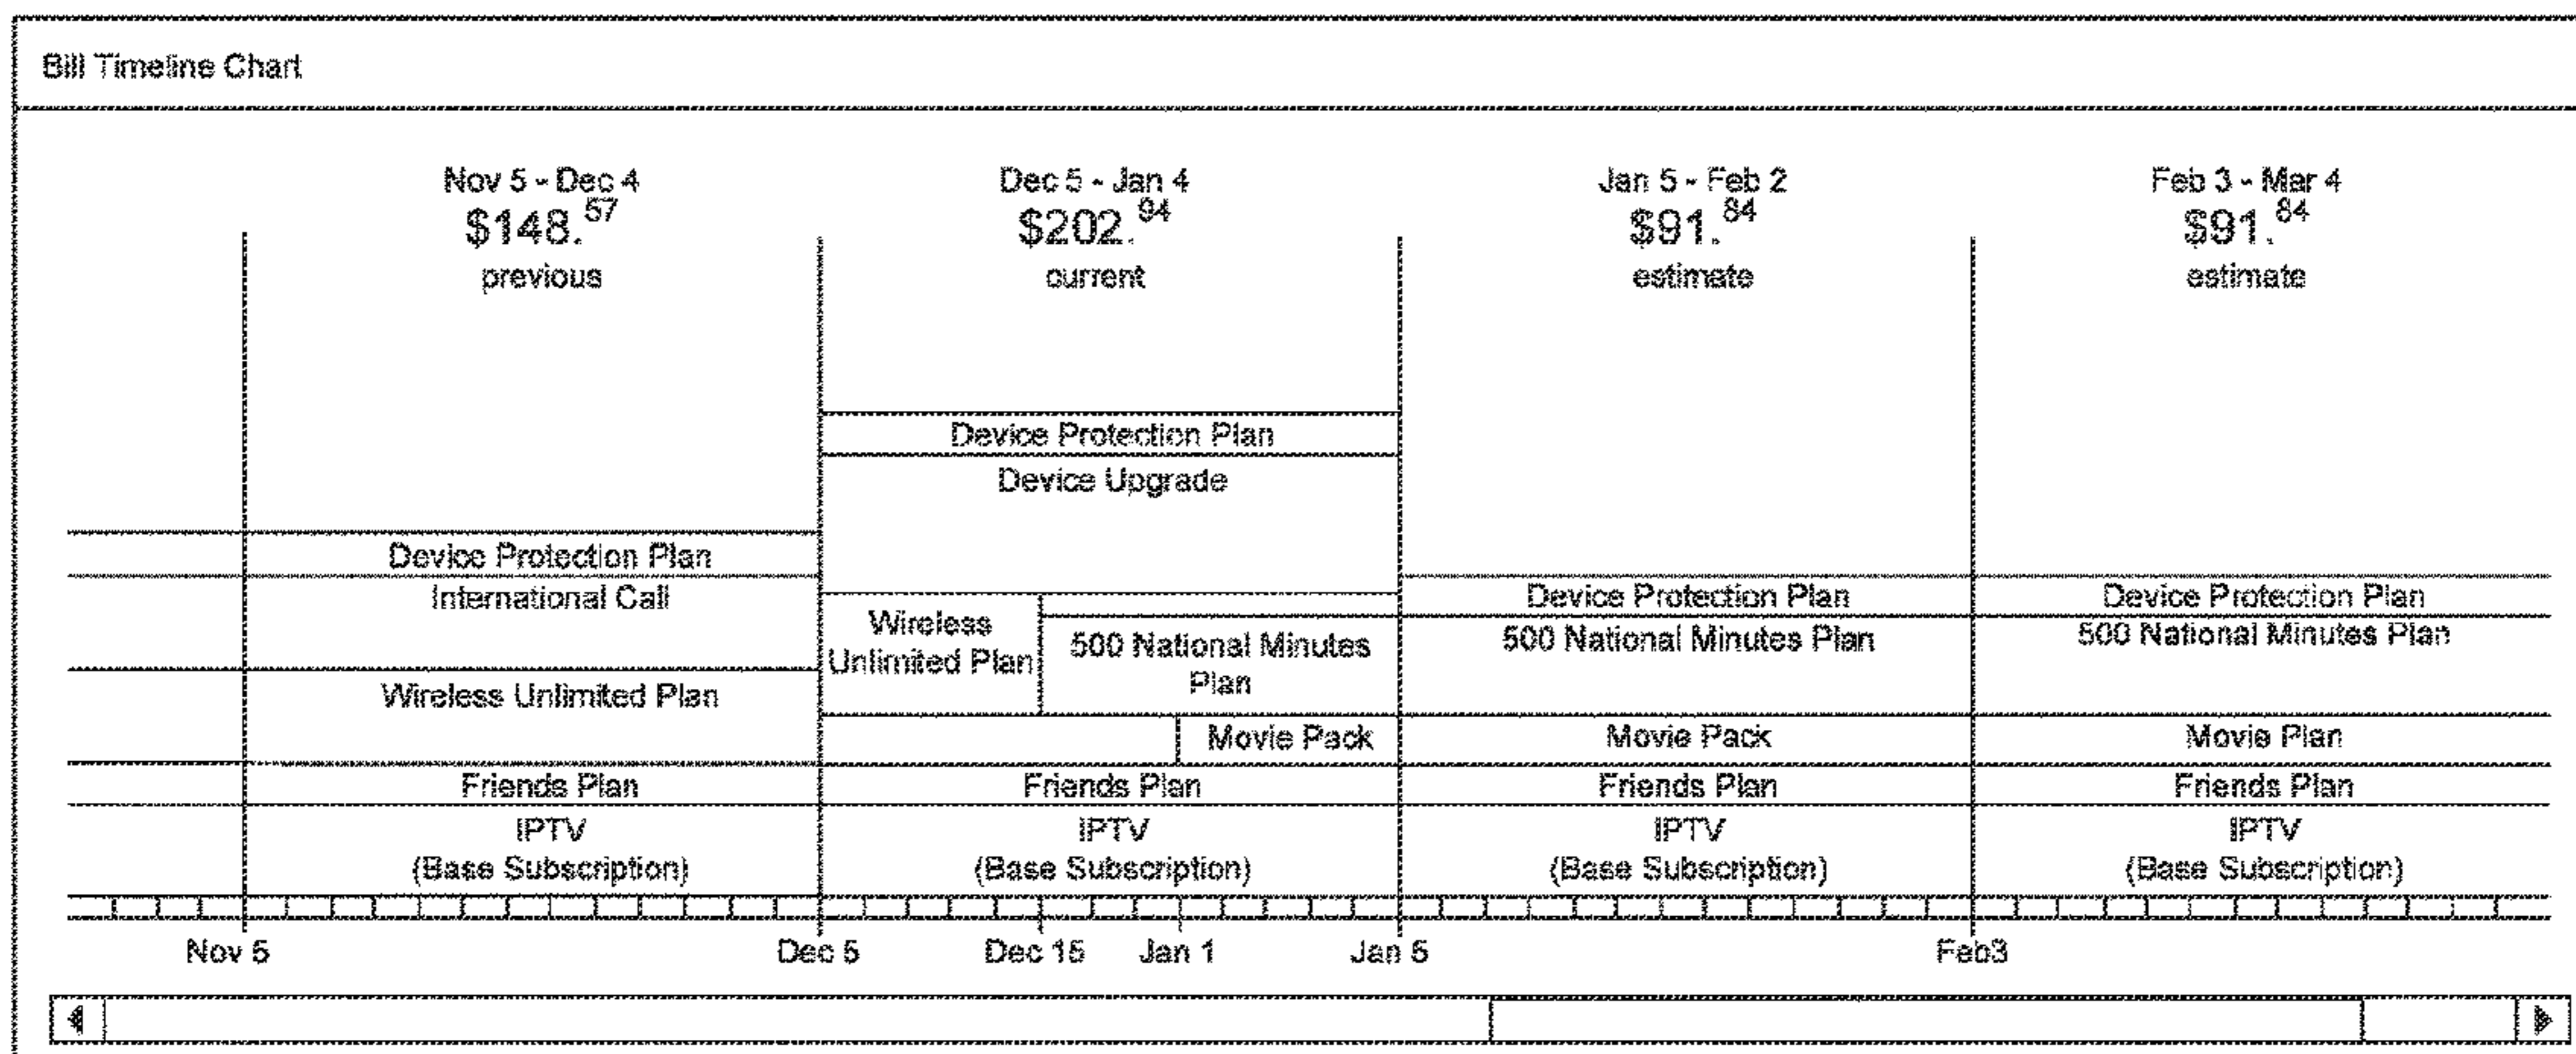 Bill Timeline Chart
Nov 5 - Dec 4
$148.57
previous
Dec 5 - Jan 4
$202.94
current
Jan 5 - Feb 2
$91.84
estimate
Feb 3 - Mar 4
$91.84
estimate
Device Protection Plan
International Call
Wireless Unlimited Plan
Friends Plan
IPTV
(Base Subscription)
Device Protection Plan
Device Upgrade
Wireless
Unlimited Plan
500 National Minutes
Plan
Movie Pack
Friends Plan
IPTV
(Base Subscription)
Device Protection Plan
500 National Minutes Plan
Movie Pack
Friends Plan
IPTV
(Base Subscription)
Device Protection Plan
500 National Minutes Plan
Movie Plan
Friends Plan
IPTV
(Base Subscription)
Nov 5
Dec 5
Dec 15
Jan 1
Jan 5
Feb3